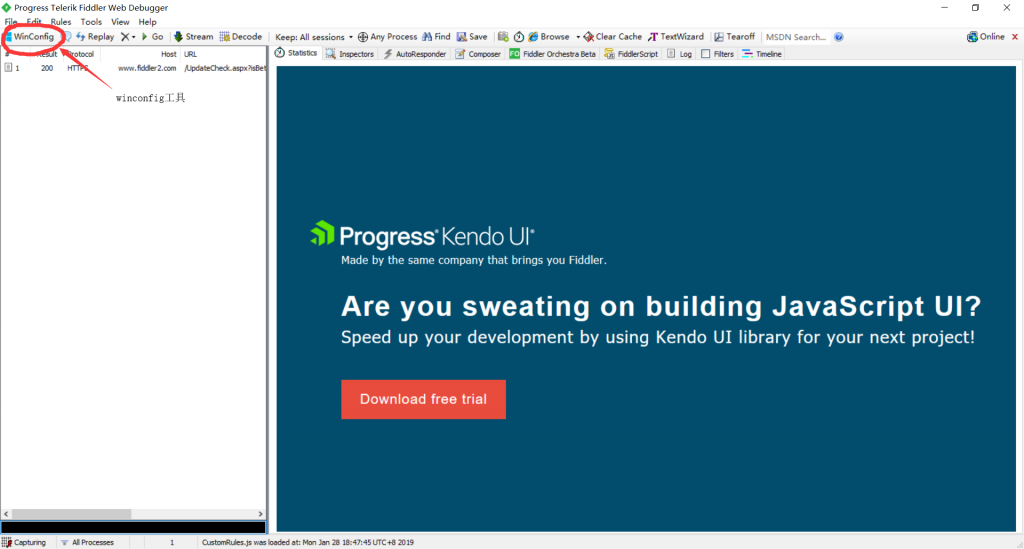 Progress Telerik Fiddler Web Debugger
File Edit Rules Tools View Help
WinConfig Replay Go Stream Decode Keep: All sessions Any Process Find Save Browse Clear Cache TextWizard Tearoff MSDN Search... Online
# Result Protocol Host URL
Statistics Inspectors AutoResponder Composer FO Fiddler Orchestra Beta FiddlerScript Log Filters Timeline
1 200 HTTPS www.fiddler2.com /UpdateCheck.aspx?isBet
winconfig工具
Progress® Kendo UI®
Made by the same company that brings you Fiddler.
Are you sweating on building JavaScript UI?
Speed up your development by using Kendo UI library for your next project!
Download free trial
Capturing All Processes 1 CustomRules.js was loaded at: Mon Jan 28 18:47:45 UTC+8 2019